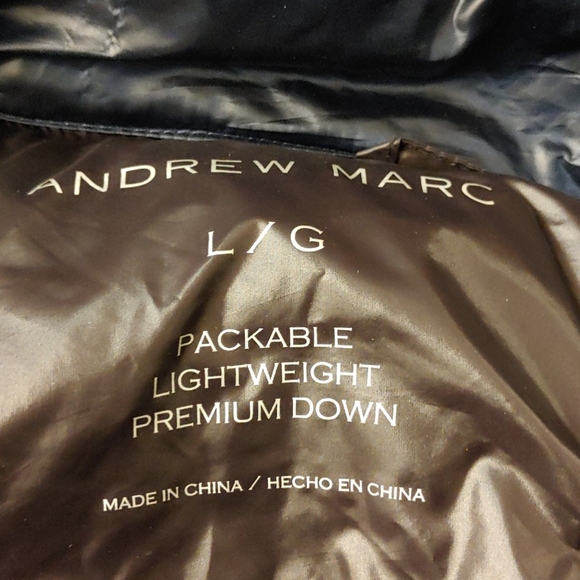 ANDREW MARC
L / G
PACKABLE
LIGHTWEIGHT
PREMIUM DOWN
MADE IN CHINA / HECHO EN CHINA